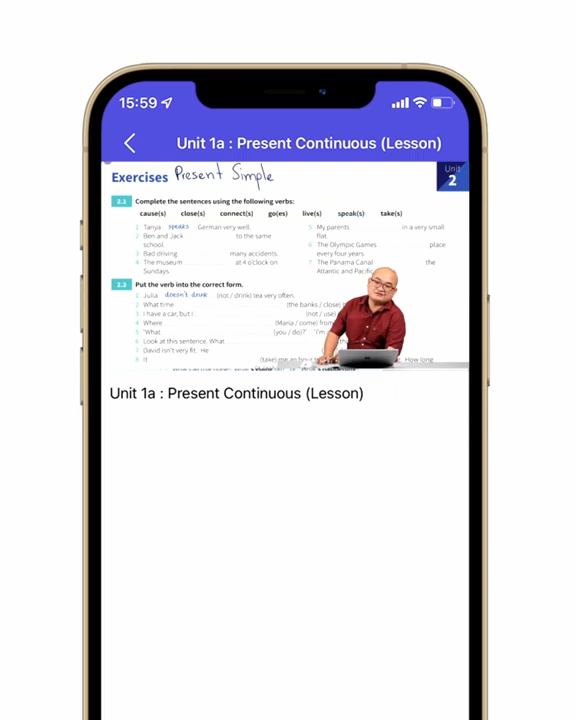 15:59
Unit 1a : Present Continuous (Lesson)
Exercises Present Simple
Unit
2
2.1 Complete the sentences using the following verbs:
cause(s) close(s) connect(s) go(es) live(s) speak(s) take(s)
1 Tanya speaks German very well.
2 Ben and Jack to the same
school.
3 Bad driving many accidents.
4 The museum at 4 o'clock on
Sundays.
5 My parents in a very small
flat.
6 The Olympic Games place
every four years.
7 The Panama Canal the
Atlantic and Pacific
2.2 Put the verb into the correct form.
1 Julia doesn't drink (not / drink) tea very often.
2 What time (the banks / close)
3 I have a car, but I (not / use)
4 Where (Maria / come) from
5 'What (you / do)?' 'I'm
6 Look at this sentence. What
7 David isn't very fit. He
8 It (take) me an hour How long
Unit 1a : Present Continuous (Lesson)